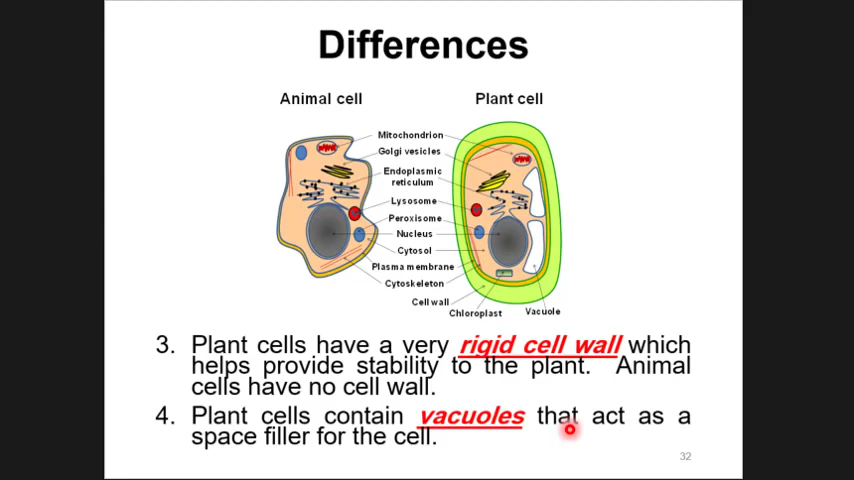 Differences
Animal cell
Plant cell
Mitochondrion
Golgi vesicles
Endoplasmic
reticulum
Lysosome
Peroxisome
Nucleus
Cytosol
Plasma membrane
Cytoskeleton
Cell wall
Chloroplast
Vacuole
3. Plant cells have a very rigid cell wall which
helps provide stability to the plant. Animal
cells have no cell wall.
4. Plant cells contain vacuoles that act as a
space filler for the cell.
32